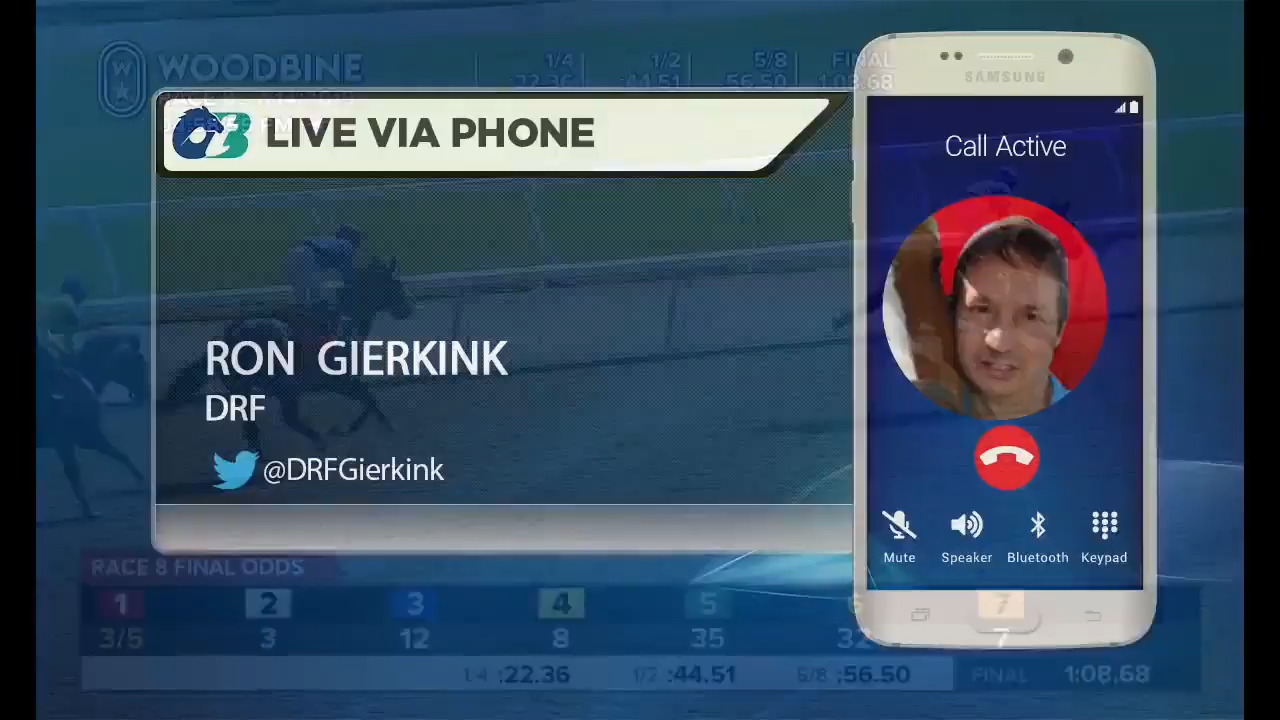 WOODBINE
1/4 1/2 5/8 FINAL
:22.36 :44.51 :56.50 1:08.68
LIVE VIA PHONE
RON GIERKINK
DRF
@DRFGierkink
SAMSUNG
Call Active
Mute Speaker Bluetooth Keypad
RACE 8 FINAL ODDS
1 2 3 4 5 7
3/5 3 12 8 35 32 7
1/4 :22.36 1/2 :44.51 5/8 :56.50 FINAL 1:08.68